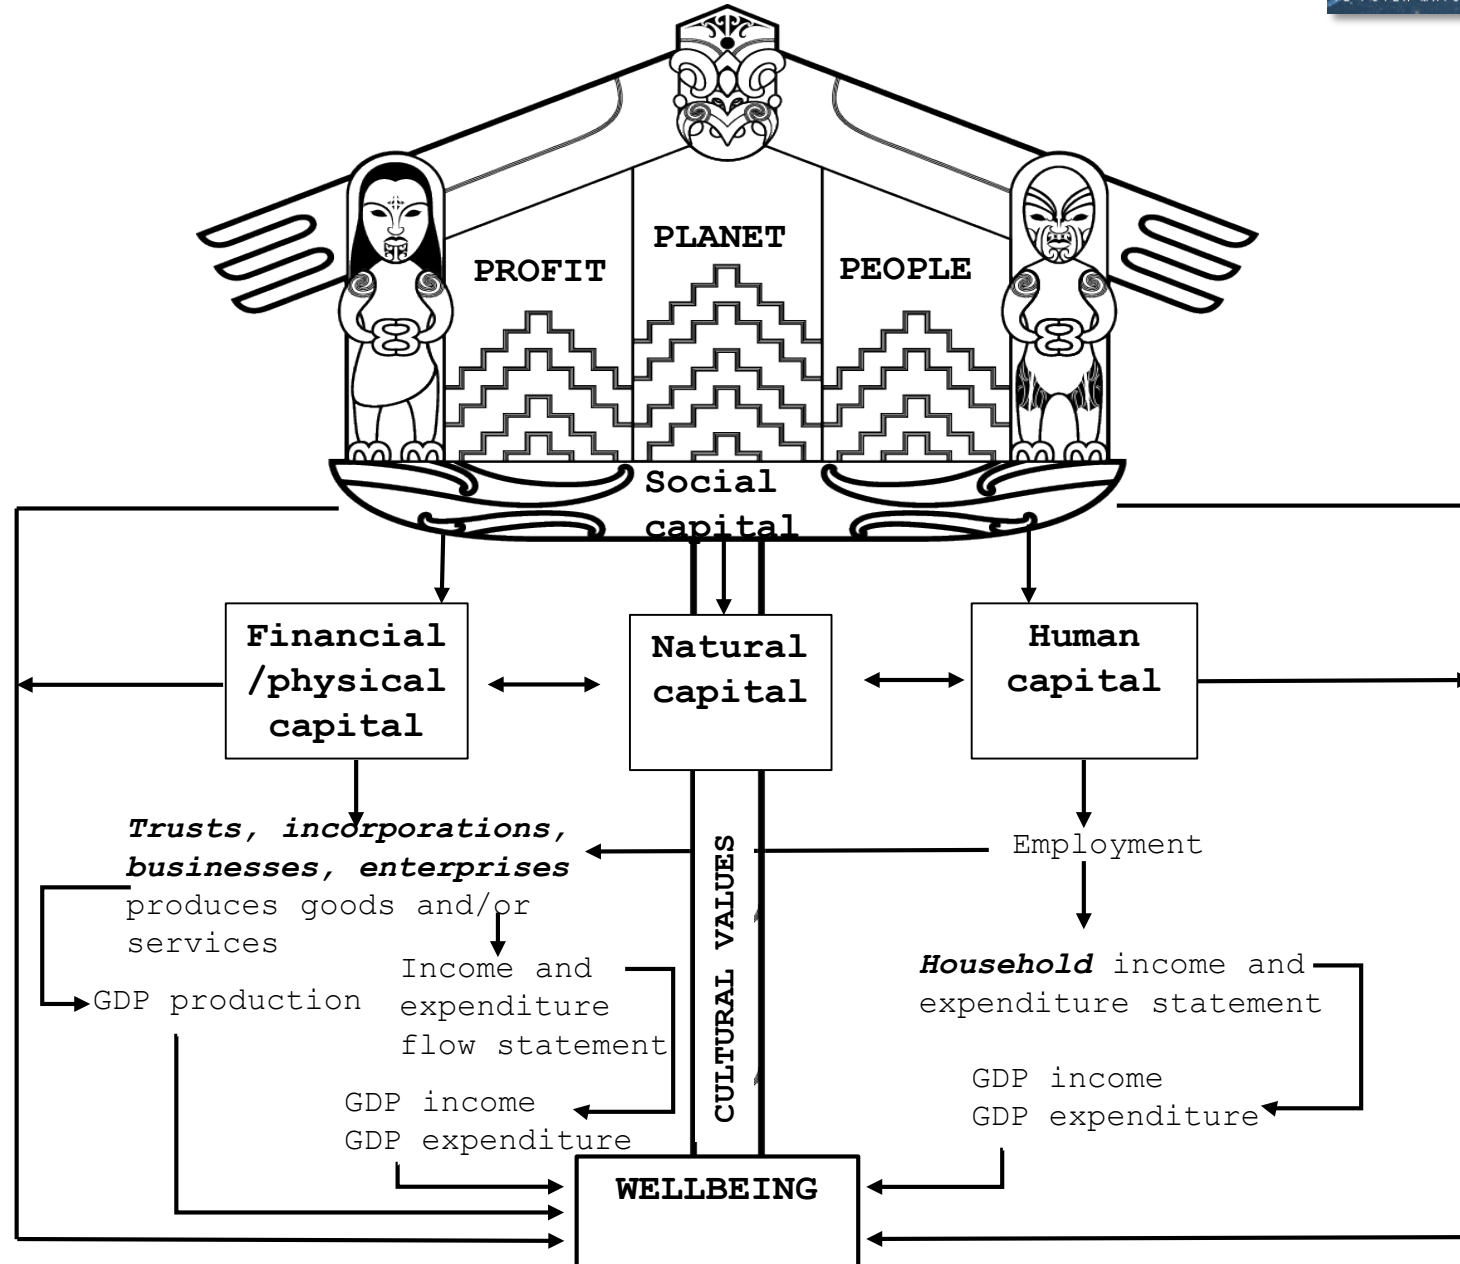 PLANET
PROFIT
PEOPLE
Social
capital
Financial
/physical
capital
Natural
capital
Human
capital
Trusts, incorporations,
businesses, enterprises
produces goods and/or
services
Employment
CULTURAL VALUES
Income and
expenditure
flow statement
GDP production
Household income and
expenditure statement
GDP income
GDP expenditure
GDP income
GDP expenditure
WELLBEING